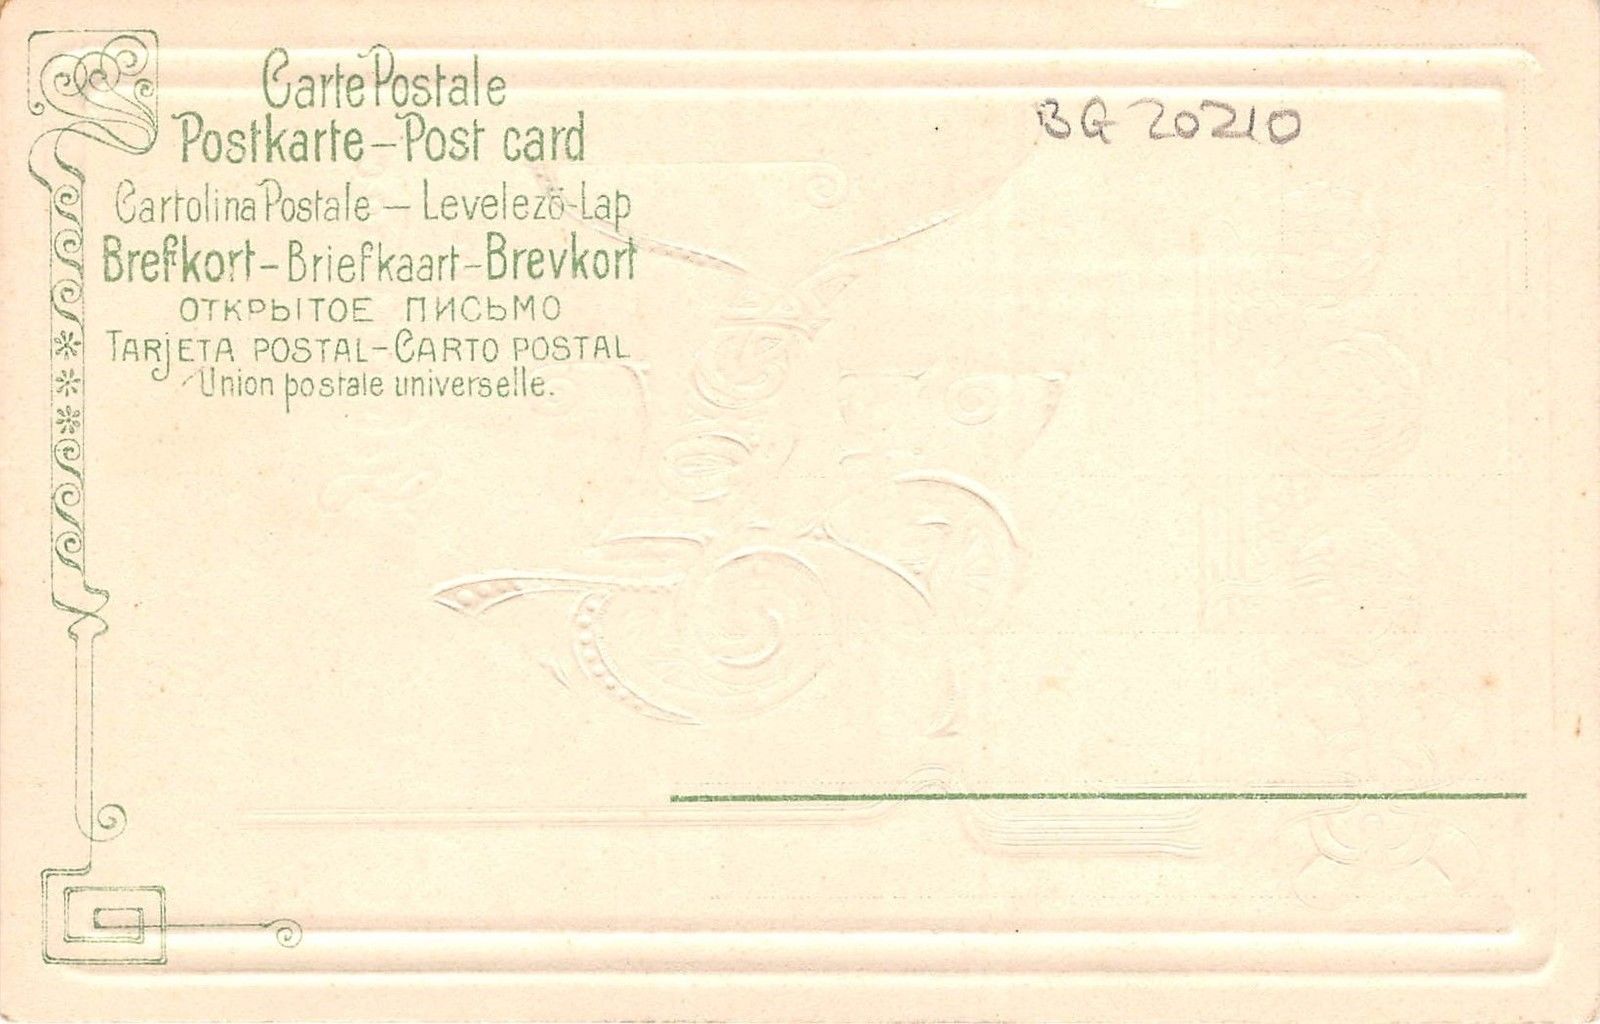 Carte Postale
Postkarte–Post card
Cartolina Postale – Levelező-Lap
Brefkort–Briefkaart–Brevkort
ОТКРЫТОЕ ПИСЬМО
TARJETA POSTAL–CARTO POSTAL
Union postale universelle.
BG 20210